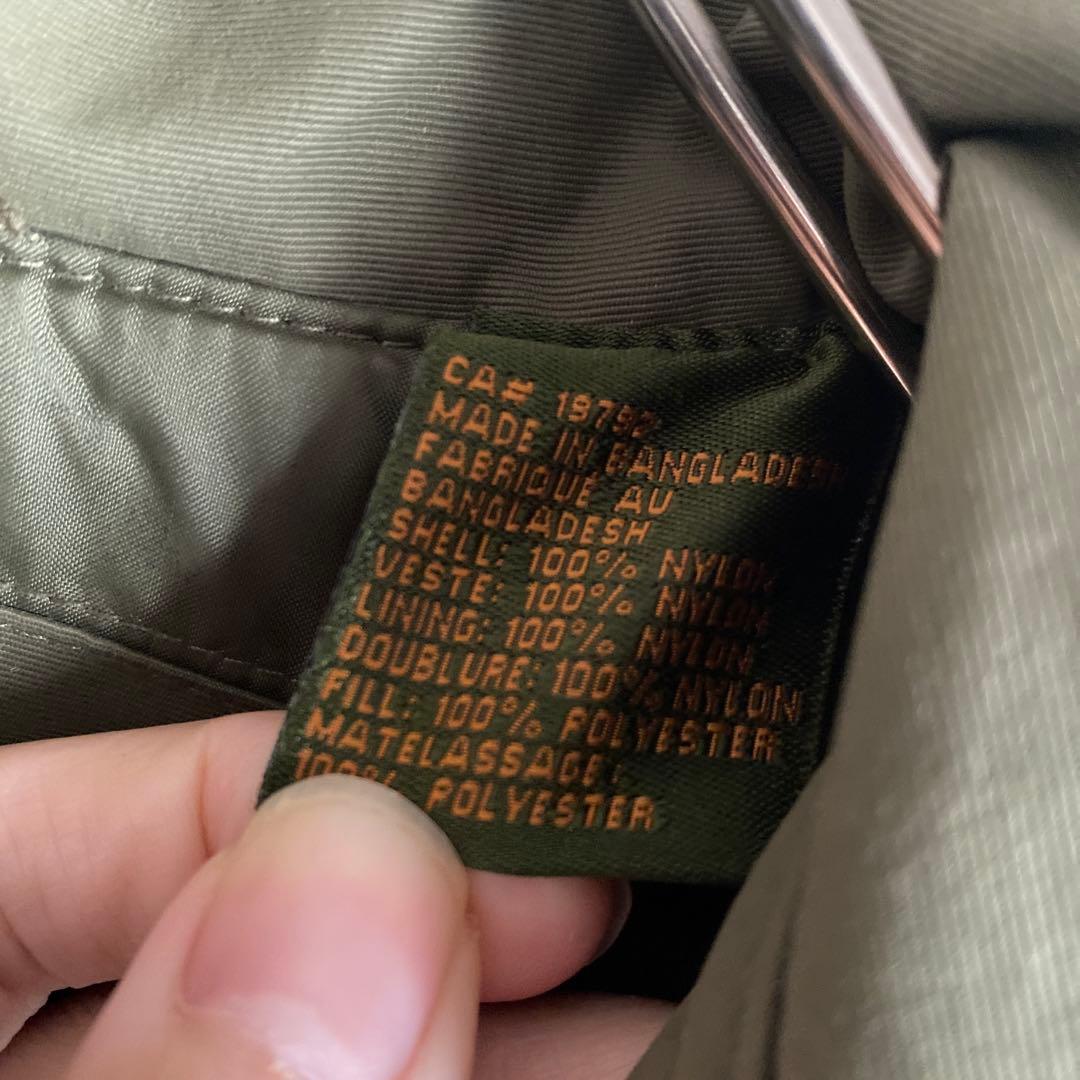 CA# 19792
MADE IN BANGLADESH
FABRIQUE AU
BANGLADESH
SHELL: 100% NYLON
VESTE: 100% NYLON
LINING: 100% NYLON
DOUBLURE: 100% NYLON
FILL: 100% POLYESTER
MATELASSAGE:
100% POLYESTER